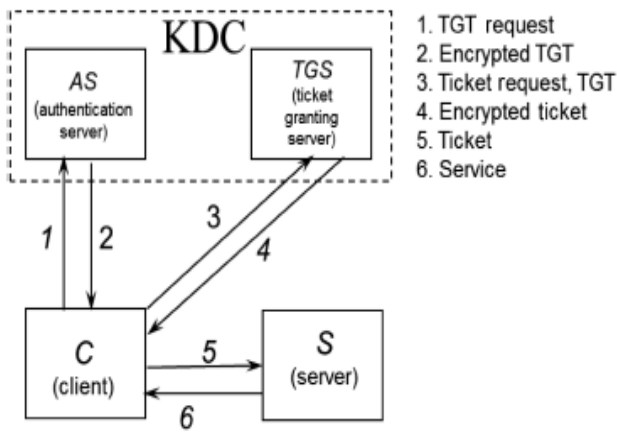 KDC
AS
(authentication
server)
TGS
(ticket
granting
server)
1. TGT request
2. Encrypted TGT
3. Ticket request, TGT
4. Encrypted ticket
5. Ticket
6. Service
1
2
3
4
C
(client)
5
6
S
(server)